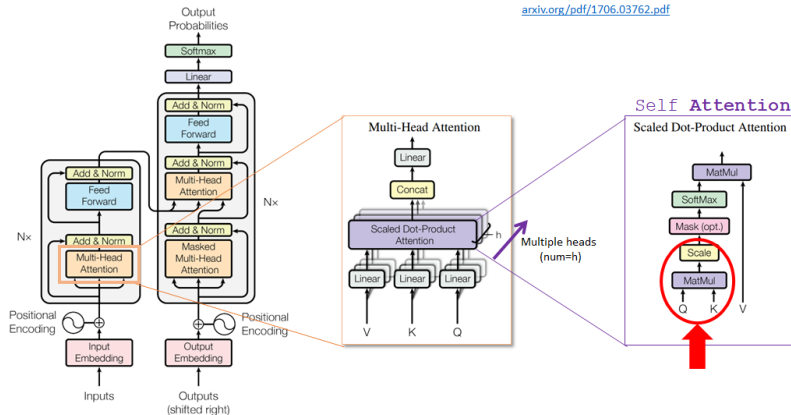 arxiv.org/pdf/1706.03762.pdf
Output
Probabilities
Softmax
Linear
Add & Norm
Feed
Forward
Add & Norm
Multi-Head
Attention
Add & Norm
Masked
Multi-Head
Attention
Nx
Positional
Encoding
Output
Embedding
Outputs
(shifted right)
Nx
Add & Norm
Feed
Forward
Add & Norm
Multi-Head
Attention
Positional
Encoding
Input
Embedding
Inputs
Multi-Head Attention
Linear
Concat
Scaled Dot-Product
Attention
h
Linear
Linear
Linear
V
K
Q
Multiple heads
(num=h)
Self Attention
Scaled Dot-Product Attention
MatMul
SoftMax
Mask (opt.)
Scale
MatMul
Q
K
V